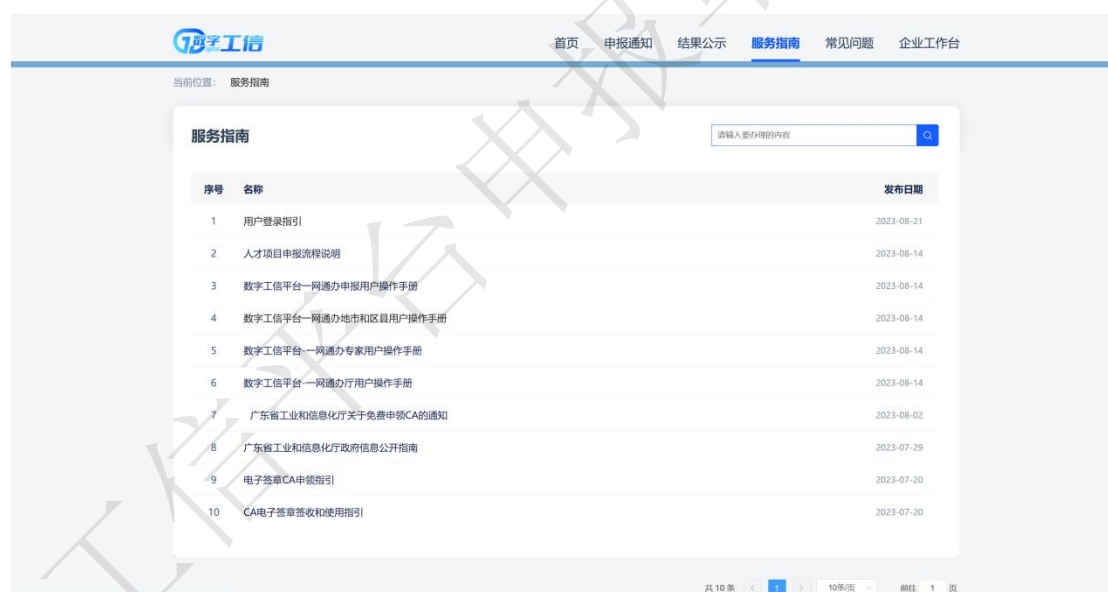 数字工信
首页 申报通知 结果公示 服务指南 常见问题 企业工作台
当前位置： 服务指南
服务指南
请输入要办理的内容
序号 名称 发布日期
1 用户登录指引 2023-08-21
2 人才项目申报流程说明 2023-08-14
3 数字工信平台一网通办申报用户操作手册 2023-08-14
4 数字工信平台一网通办地市和区县用户操作手册 2023-08-14
5 数字工信平台-一网通办专家用户操作手册 2023-08-14
6 数字工信平台-一网通办厅用户操作手册 2023-08-14
7 广东省工业和信息化厅关于免费申领CA的通知 2023-08-02
8 广东省工业和信息化厅政府信息公开指南 2023-07-29
9 电子签章CA申领指引 2023-07-20
10 CA电子签章签收和使用指引 2023-07-20
共 10 条 < 1 > 10条/页 前往 1 页
工信平台申报